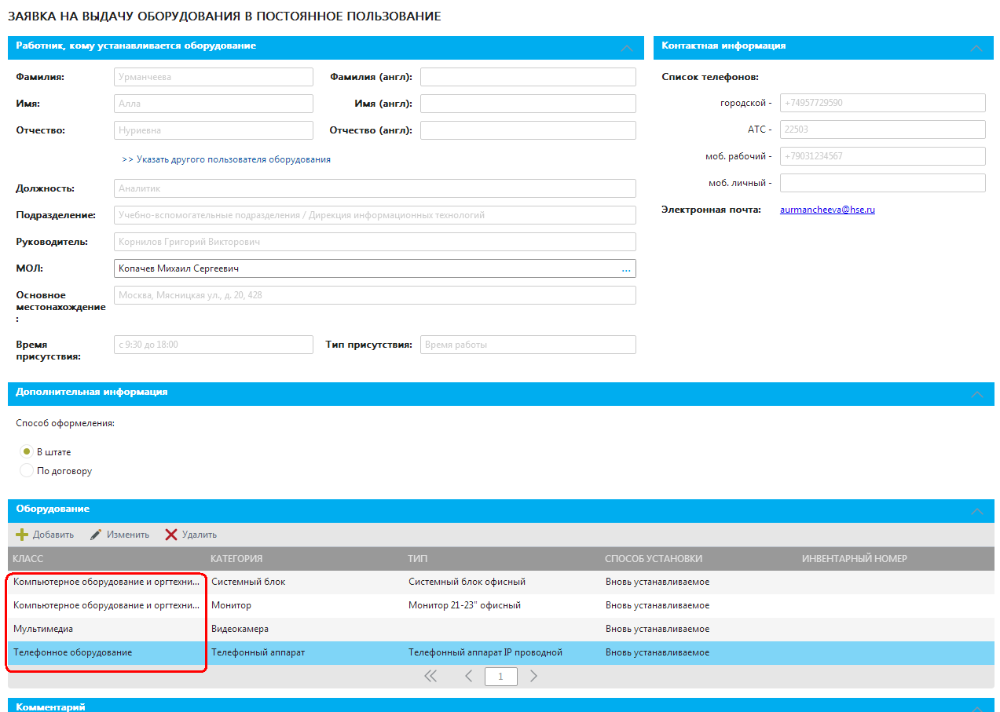 ЗАЯВКА НА ВЫДАЧУ ОБОРУДОВАНИЯ В ПОСТОЯННОЕ ПОЛЬЗОВАНИЕ
Работник, кому устанавливается оборудование
Фамилия: Урманчеева Фамилия (англ):
Имя: Алла Имя (англ):
Отчество: Нуриевна Отчество (англ):
>> Указать другого пользователя оборудования
Должность: Аналитик
Подразделение: Учебно-вспомогательные подразделения / Дирекция информационных технологий
Руководитель: Корнилов Григорий Викторович
МОЛ: Копачев Михаил Сергеевич ...
Основное Москва, Мясницкая ул., д. 20, 428
местонахождение
:
Время с 9:30 до 18:00 Тип присутствия: Время работы
присутствия:
Контактная информация
Список телефонов:
городской - +74957729590
АТС - 22503
моб. рабочий - +79031234567
моб. личный -
Электронная почта: aurmancheeva@hse.ru
Дополнительная информация
Способ оформеления:
В штате
По договору
Оборудование
Добавить Изменить Удалить
КЛАСС КАТЕГОРИЯ ТИП СПОСОБ УСТАНОВКИ ИНВЕНТАРНЫЙ НОМЕР
Компьютерное оборудование и оргтехни... Системный блок Системный блок офисный Вновь устанавливаемое
Компьютерное оборудование и оргтехни... Монитор Монитор 21-23" офисный Вновь устанавливаемое
Мультимедиа Видеокамера Вновь устанавливаемое
Телефонное оборудование Телефонный аппарат Телефонный аппарат IP проводной Вновь устанавливаемое
1
Комментарий